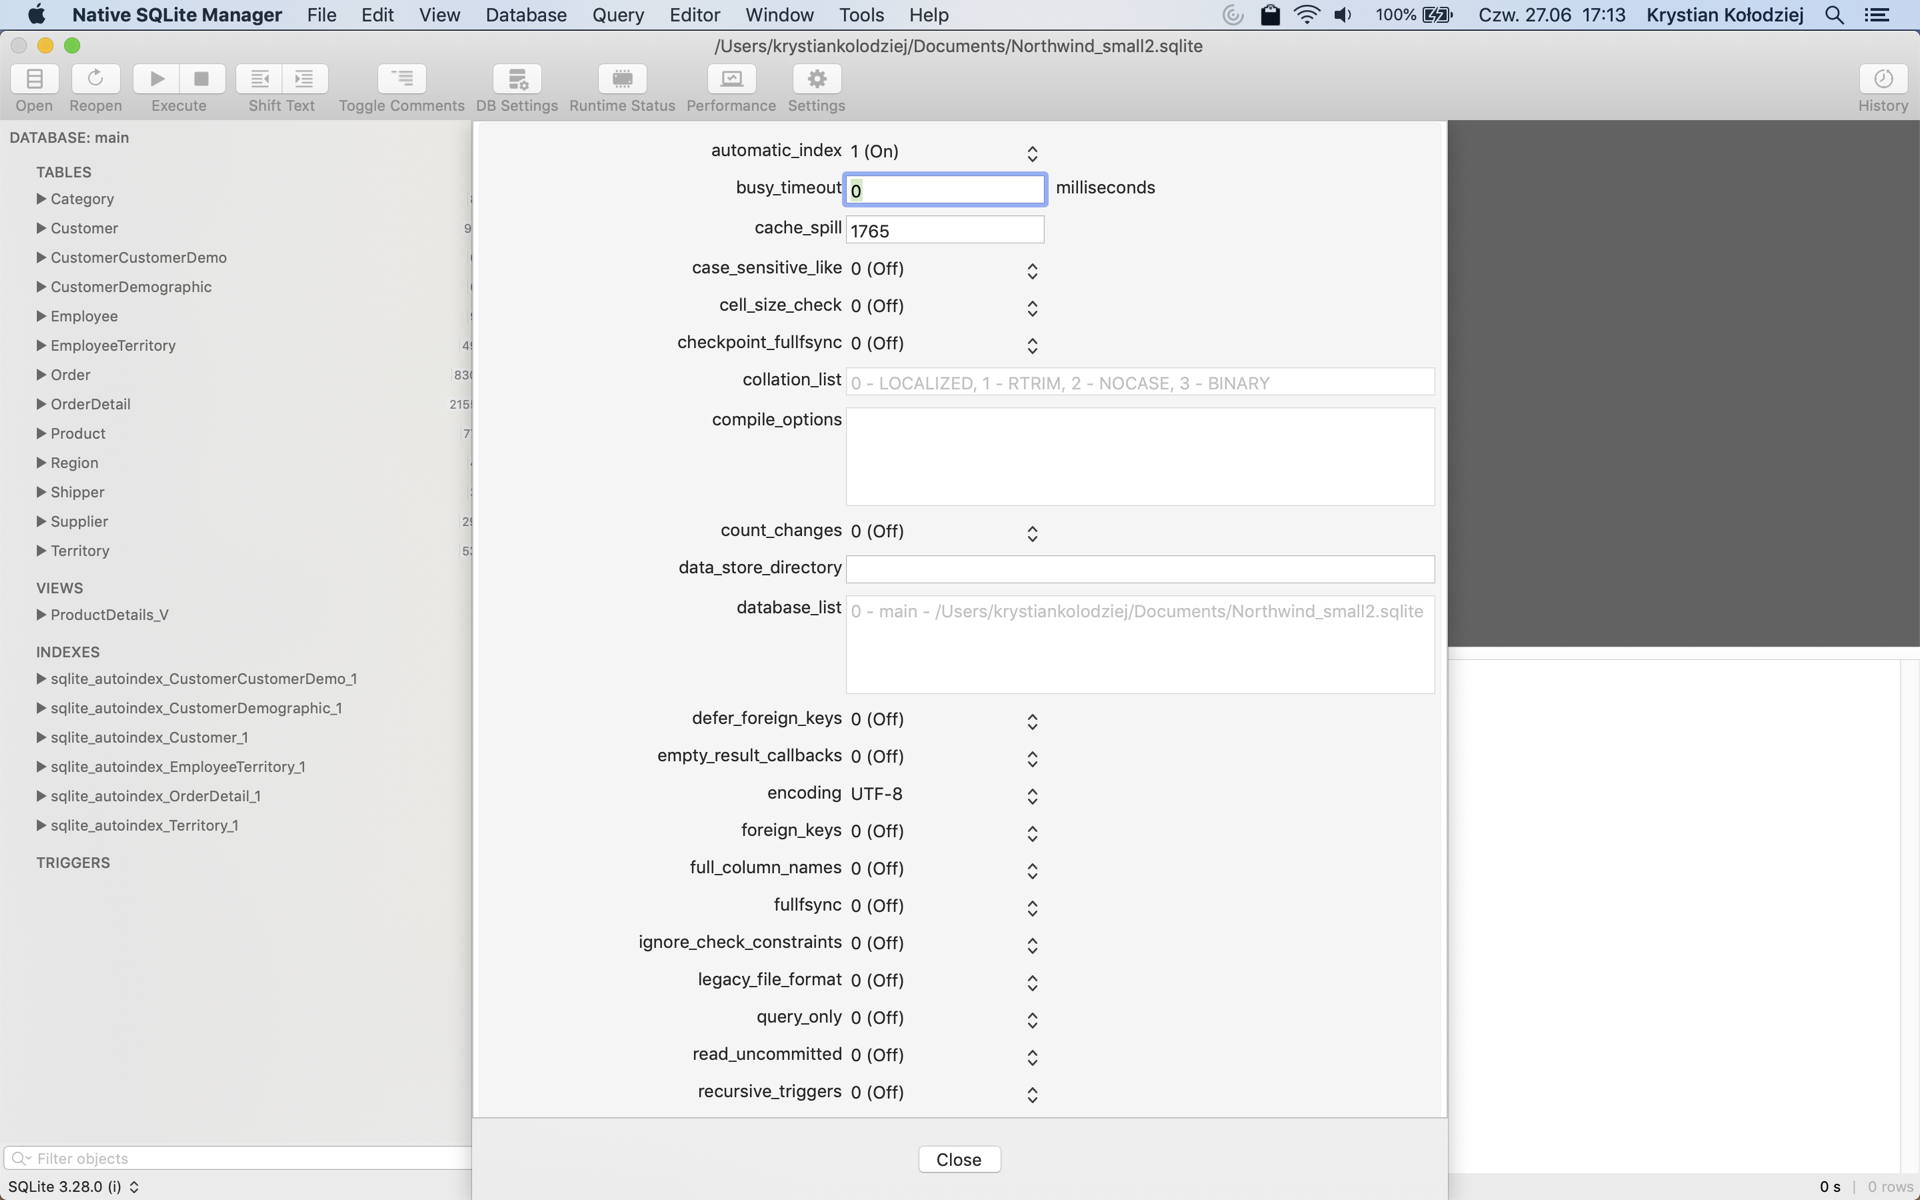 Native SQLite Manager File Edit View Database Query Editor Window Tools Help 100% Czw. 27.06 17:13 Krystian Kołodziej
/Users/krystiankolodziej/Documents/Northwind_small2.sqlite
Open Reopen Execute Shift Text Toggle Comments DB Settings Runtime Status Performance Settings History
DATABASE: main
TABLES
Category
Customer 9
CustomerCustomerDemo
CustomerDemographic
Employee
EmployeeTerritory 49
Order 830
OrderDetail 215
Product 7
Region
Shipper
Supplier 29
Territory 53
VIEWS
ProductDetails_V
INDEXES
sqlite_autoindex_CustomerCustomerDemo_1
sqlite_autoindex_CustomerDemographic_1
sqlite_autoindex_Customer_1
sqlite_autoindex_EmployeeTerritory_1
sqlite_autoindex_OrderDetail_1
sqlite_autoindex_Territory_1
TRIGGERS
Filter objects
SQLite 3.28.0 (i)
automatic_index 1 (On)
busy_timeout 0 milliseconds
cache_spill 1765
case_sensitive_like 0 (Off)
cell_size_check 0 (Off)
checkpoint_fullfsync 0 (Off)
collation_list 0 - LOCALIZED, 1 - RTRIM, 2 - NOCASE, 3 - BINARY
compile_options
count_changes 0 (Off)
data_store_directory
database_list 0 - main - /Users/krystiankolodziej/Documents/Northwind_small2.sqlite
defer_foreign_keys 0 (Off)
empty_result_callbacks 0 (Off)
encoding UTF-8
foreign_keys 0 (Off)
full_column_names 0 (Off)
fullfsync 0 (Off)
ignore_check_constraints 0 (Off)
legacy_file_format 0 (Off)
query_only 0 (Off)
read_uncommitted 0 (Off)
recursive_triggers 0 (Off)
Close
0 s | 0 rows